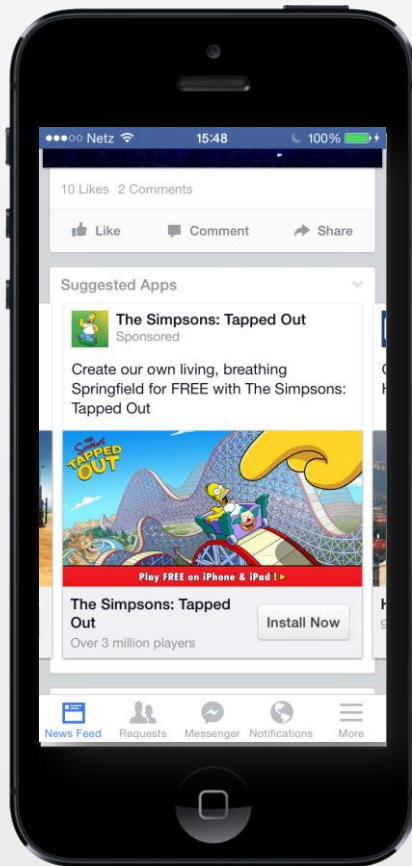 Netz 15:48 100%
10 Likes 2 Comments
Like Comment Share
Suggested Apps
The Simpsons: Tapped Out
Sponsored
Create our own living, breathing
Springfield for FREE with The Simpsons:
Tapped Out
THE
SIMPSONS
TAPPED
OUT
Play FREE on iPhone & iPad !
The Simpsons: Tapped
Out
Install Now
Over 3 million players
News Feed Requests Messenger Notifications More